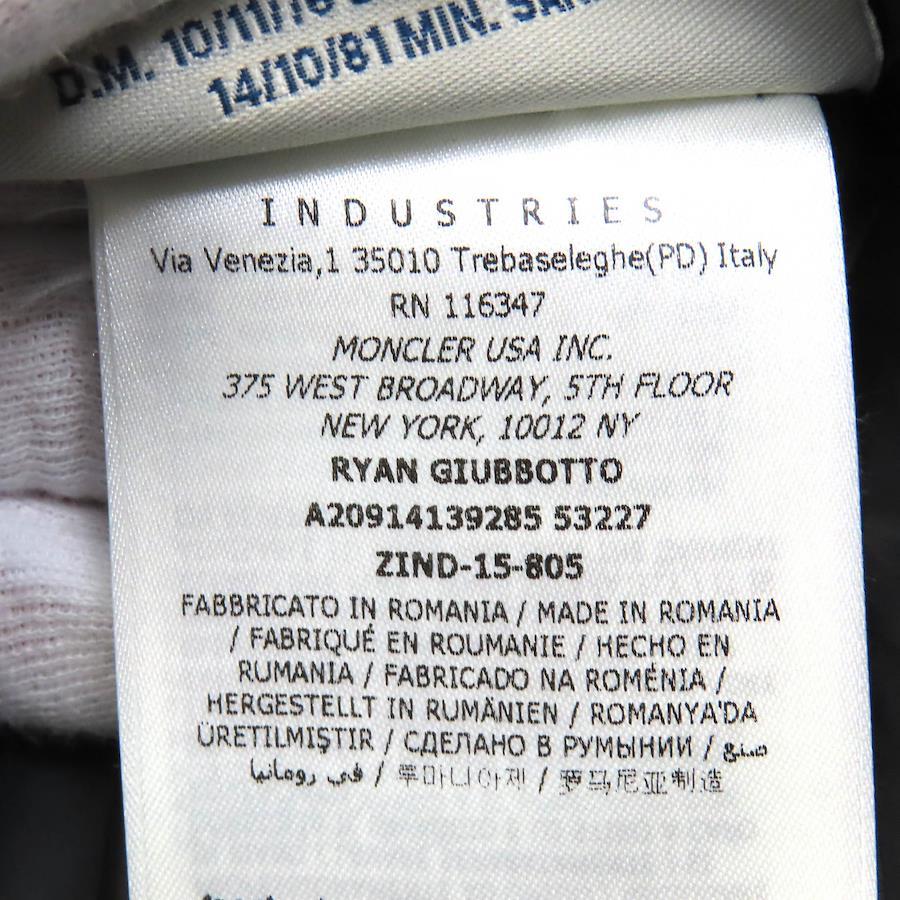 D.M. 10/11/76
14/10/81 MIN. SAN
INDUSTRIES
Via Venezia,1 35010 Trebaseleghe(PD) Italy
RN 116347
MONCLER USA INC.
375 WEST BROADWAY, 5TH FLOOR
NEW YORK, 10012 NY
RYAN GIUBBOTTO
A20914139285 53227
ZIND-15-805
FABBRICATO IN ROMANIA / MADE IN ROMANIA
/ FABRIQUÉ EN ROUMANIE / HECHO EN
RUMANIA / FABRICADO NA ROMÉNIA /
HERGESTELLT IN RUMÄNIEN / ROMANYA'DA
ÜRETILMIŞTIR / СДЕЛАНО В РУМЫНИИ / صنع
في رومانيا / 루마니아제 / 罗马尼亚制造